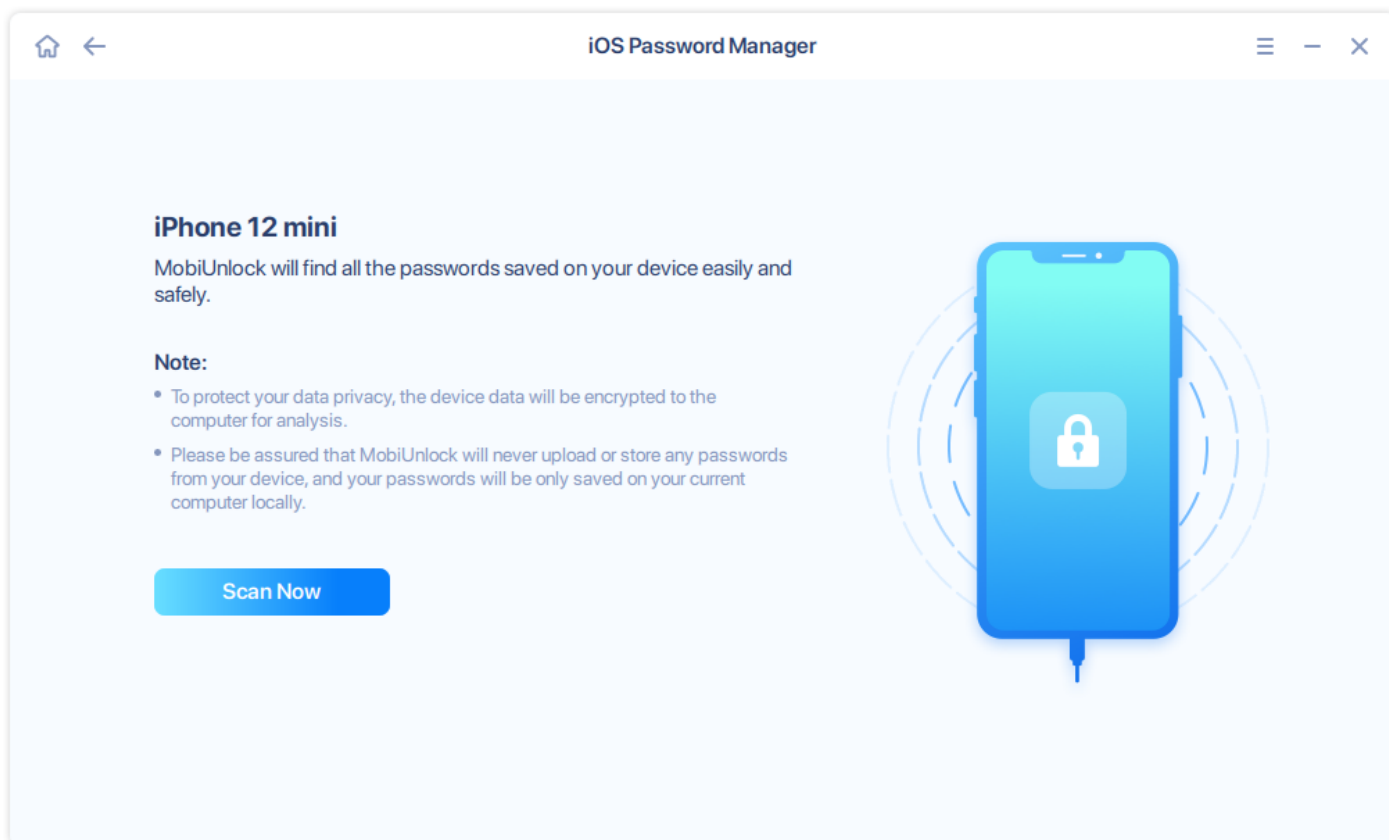 iOS Password Manager
iPhone 12 mini
MobiUnlock will find all the passwords saved on your device easily and
safely.
Note:
To protect your data privacy, the device data will be encrypted to the
computer for analysis.
Please be assured that MobiUnlock will never upload or store any passwords
from your device, and your passwords will be only saved on your current
computer locally.
Scan Now